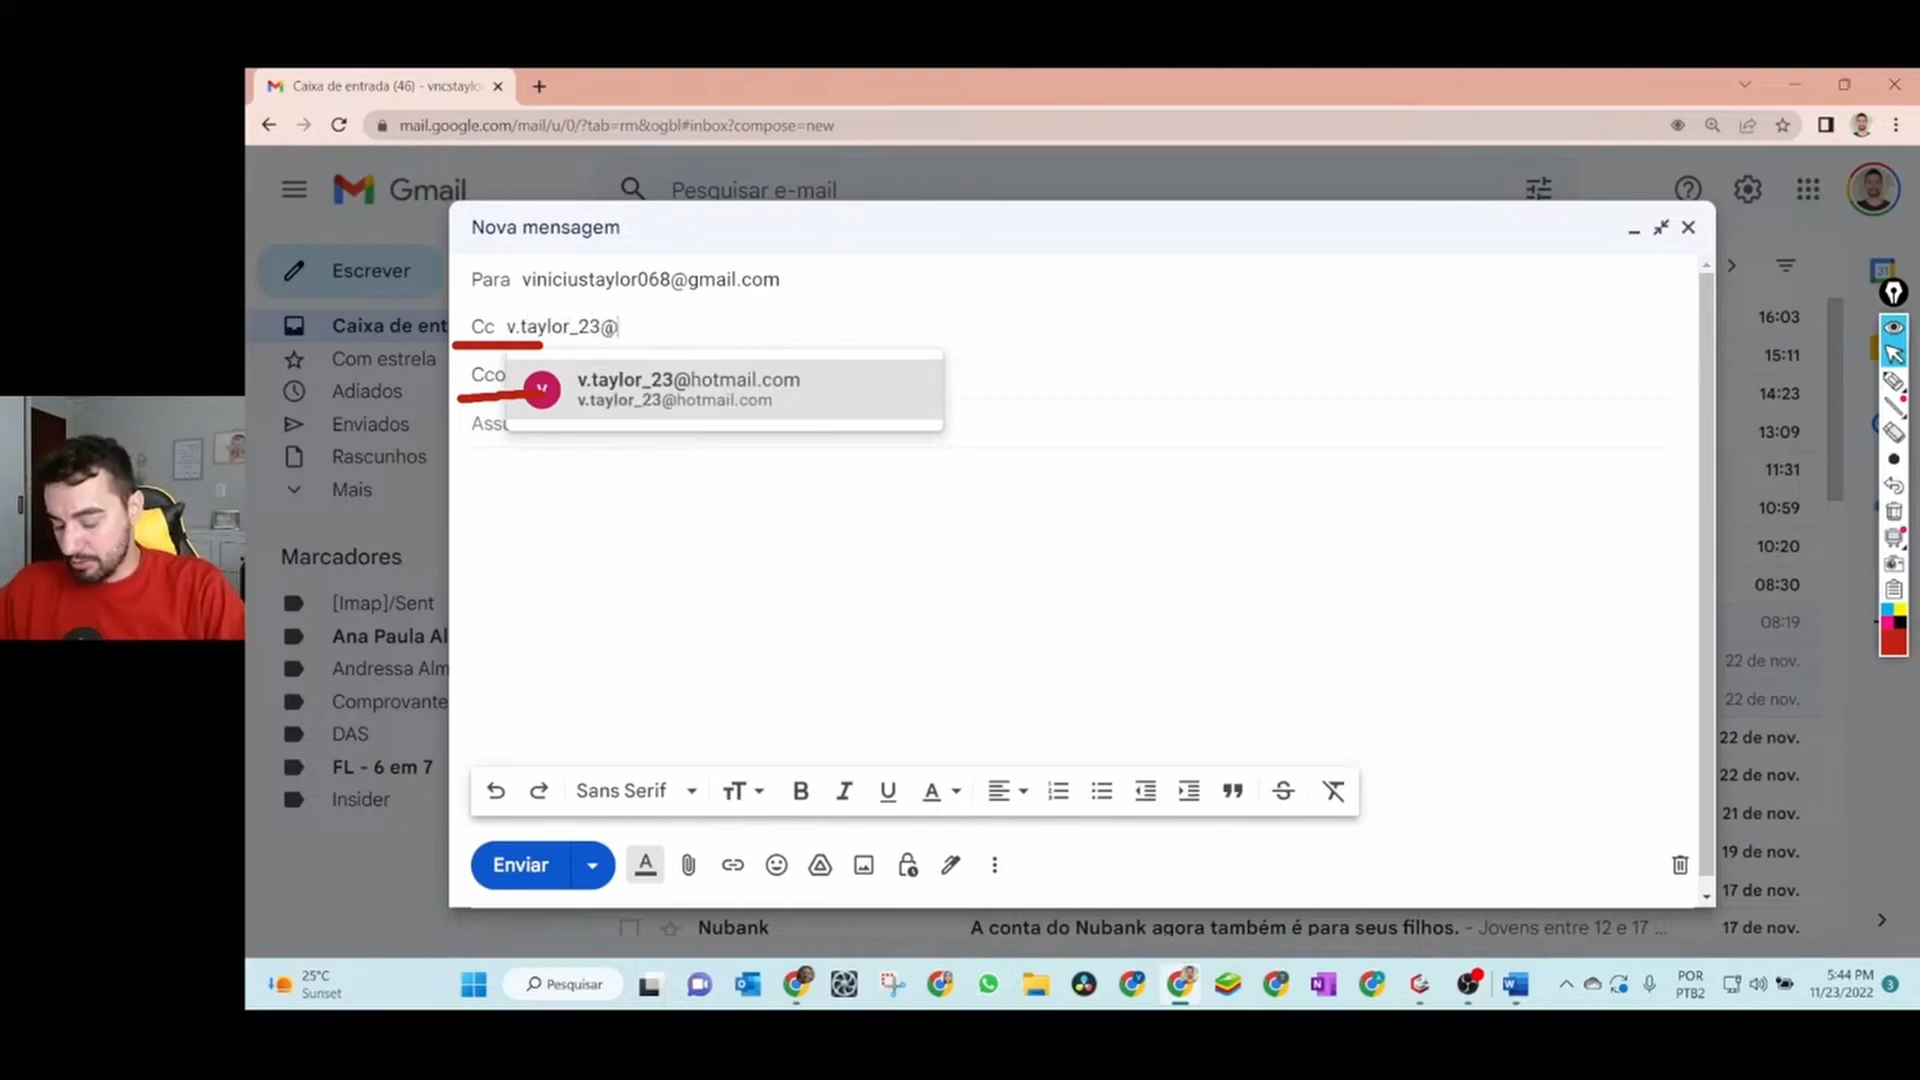 Caixa de entrada (46) - vncstaylo
mail.google.com/mail/u/0/?tab=rm&ogbl#inbox?compose=new
Gmail
Pesquisar e-mail
Escrever
Caixa de ent
Com estrela
Adiados
Enviados
Rascunhos
Mais
Marcadores
[Imap]/Sent
Ana Paula Al
Andressa Alm
Comprovante
DAS
FL - 6 em 7
Insider
Nova mensagem
Para viniciustaylor068@gmail.com
Cc v.taylor_23@
Cco
v.taylor_23@hotmail.com
v.taylor_23@hotmail.com
Assu
Sans Serif
Enviar
16:03
15:11
14:23
13:09
11:31
10:59
10:20
08:30
08:19
22 de nov.
22 de nov.
22 de nov.
22 de nov.
21 de nov.
19 de nov.
17 de nov.
Nubank A conta do Nubank agora também é para seus filhos. - Jovens entre 12 e 17 ... 17 de nov.
25°C
Sunset
Pesquisar
POR
PTB2
5:44 PM
11/23/2022
3